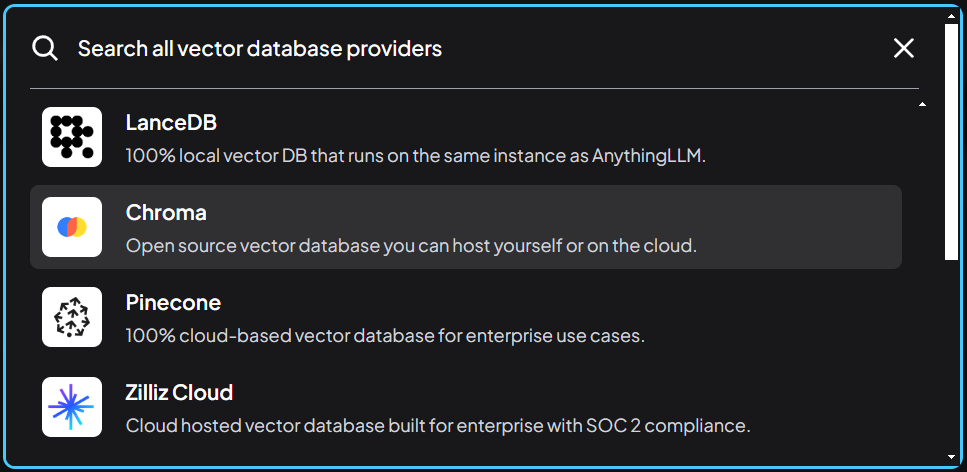 Search all vector database providers
LanceDB
100% local vector DB that runs on the same instance as AnythingLLM.
Chroma
Open source vector database you can host yourself or on the cloud.
Pinecone
100% cloud-based vector database for enterprise use cases.
Zilliz Cloud
Cloud hosted vector database built for enterprise with SOC 2 compliance.